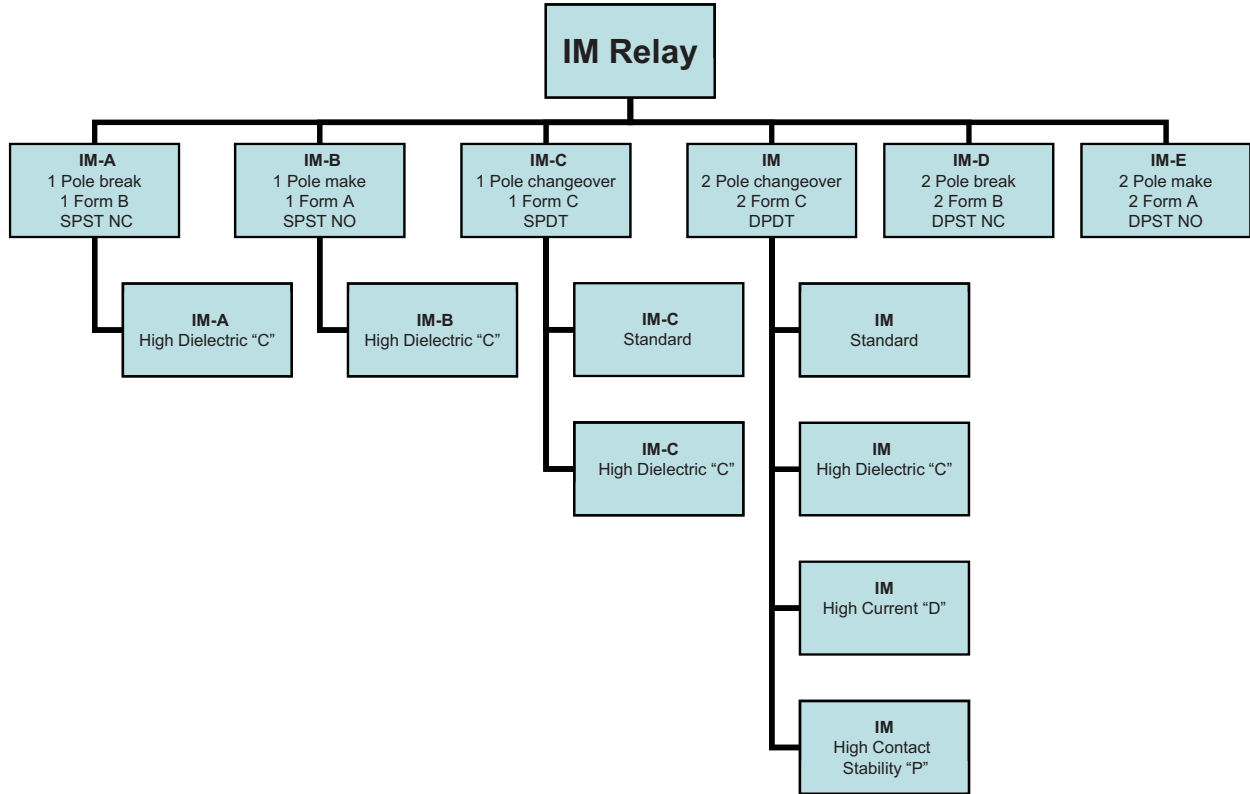 IM Relay
IM-A
1 Pole break
1 Form B
SPST NC
IM-B
1 Pole make
1 Form A
SPST NO
IM-C
1 Pole changeover
1 Form C
SPDT
IM
2 Pole changeover
2 Form C
DPDT
IM-D
2 Pole break
2 Form B
DPST NC
IM-E
2 Pole make
2 Form A
DPST NO
IM-A
High Dielectric “C”
IM-B
High Dielectric “C”
IM-C
Standard
IM
Standard
IM-C
High Dielectric “C”
IM
High Dielectric “C”
IM
High Current “D”
IM
High Contact
Stability “P”